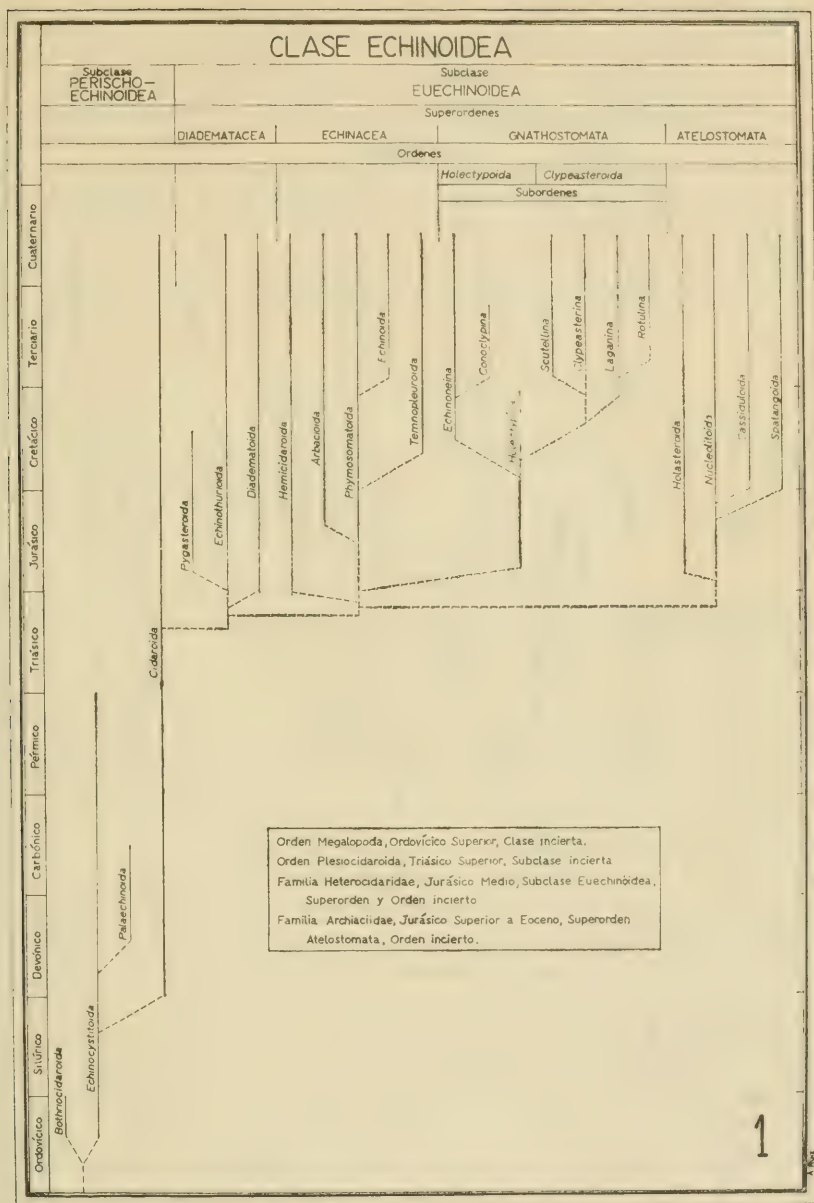 CLASE ECHINOIDEA
Subclase
PERISCHO-
ECHINOIDEA
Subclase
EUECHINOIDEA
Superordenes
DIADEMATACEA
ECHINACEA
GNATHOSTOMATA
ATELOSTOMATA
Ordenes
Holectypoida
Clypeasteroida
Subordenes
Cuaternario
Terciario
Cretácico
Jurásico
Triásico
Pérmico
Carbónico
Devónico
Silúrico
Ordovícico
Bothriocidaroida
Echinocystitoida
Palaechinoida
Cidaroida
Pygasteroida
Echinothurioida
Diadematoida
Hemicidaroida
Arbacioida
Phymosomatoida
Echinoida
Temnopleuroida
Echinoneina
Conoclypina
Scutellina
Clypeasterina
Laganina
Rotulina
Holasteroida
Nucleolitoida
Cassiduloida
Spatangoida
Orden Megalopoda, Ordovícico Superior, Clase incierta.
Orden Plesiocidaroida, Triásico Superior, Subclase incierta
Familia Heterocidaridae, Jurásico Medio, Subclase Euechinoidea,
Superorden y Orden incierto
Familia Archiaciidae, Jurásico Superior a Eoceno, Superorden
Atelostomata, Orden incierto.
1